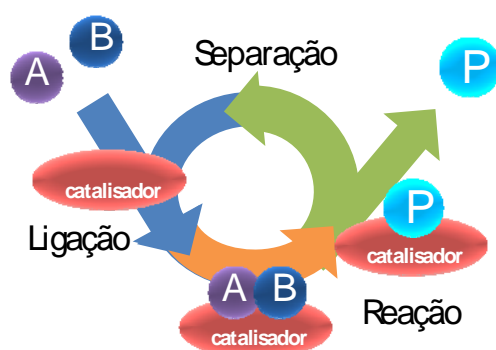 A
B
Separação
P
catalisador
Ligação
P
catalisador
A B
catalisador
Reação